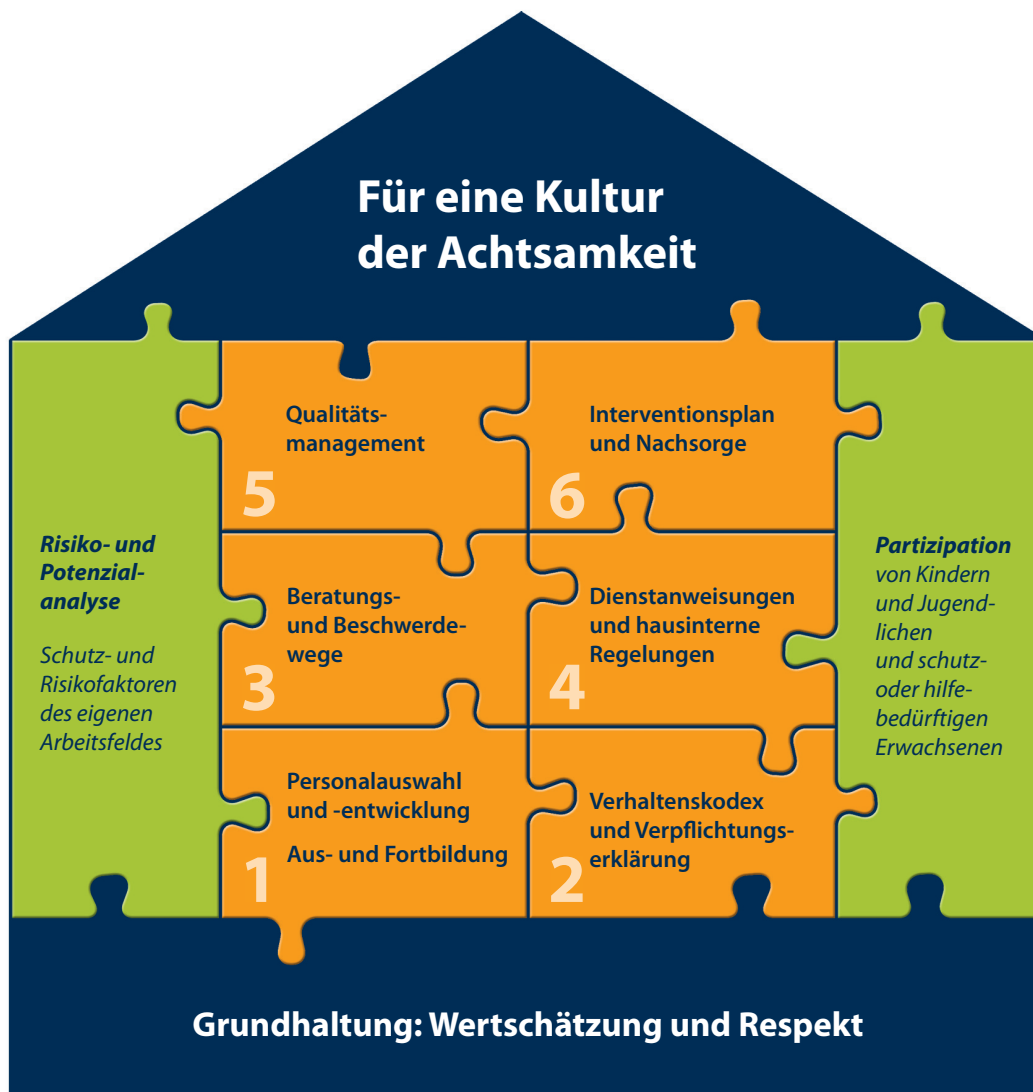 Für eine Kultur
der Achtsamkeit
Risiko- und
Potenzial-
analyse
Schutz- und
Risikofaktoren
des eigenen
Arbeitsfeldes
Qualitäts-
management
5
Interventionsplan
und Nachsorge
6
Beratungs-
und Beschwerde-
wege
3
Dienstanweisungen
und hausinterne
Regelungen
4
Personalauswahl
und -entwicklung
Aus- und Fortbildung
1
Verhaltenskodex
und Verpflichtungs-
erklärung
2
Partizipation
von Kindern
und Jugend-
lichen
und schutz-
oder hilfe-
bedürftigen
Erwachsenen
Grundhaltung: Wertschätzung und Respekt